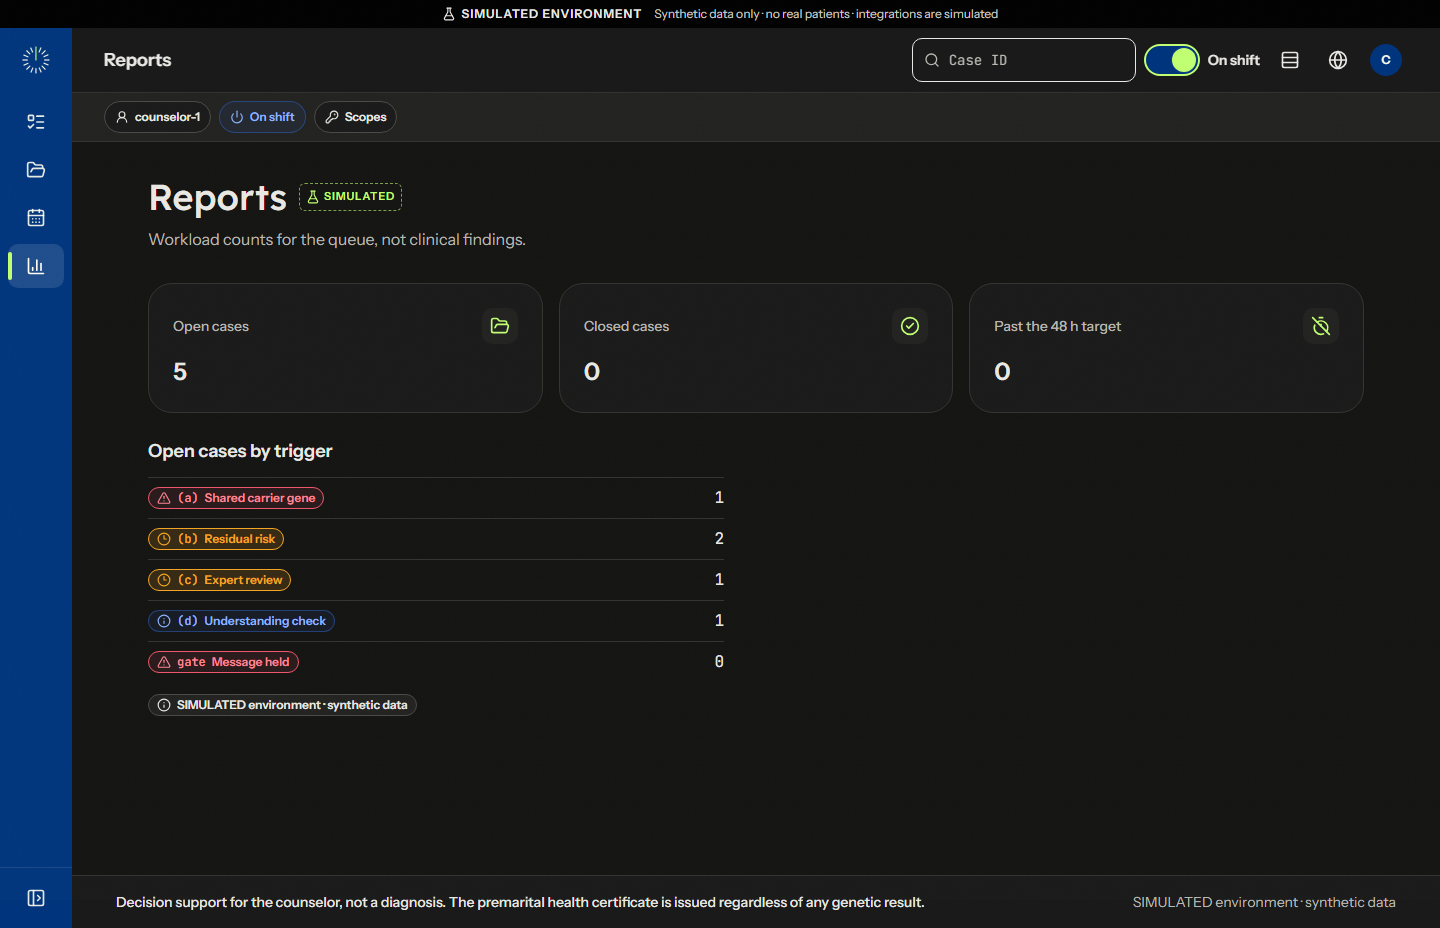 SIMULATED ENVIRONMENT Synthetic data only · no real patients · integrations are simulated
Reports
Case ID
On shift
C
counselor-1
On shift
Scopes
Reports
SIMULATED
Workload counts for the queue, not clinical findings.
Open cases
5
Closed cases
0
Past the 48 h target
0
Open cases by trigger
(a) Shared carrier gene 1
(b) Residual risk 2
(c) Expert review 1
(d) Understanding check 1
gate Message held 0
SIMULATED environment · synthetic data
Decision support for the counselor, not a diagnosis. The premarital health certificate is issued regardless of any genetic result.
SIMULATED environment · synthetic data